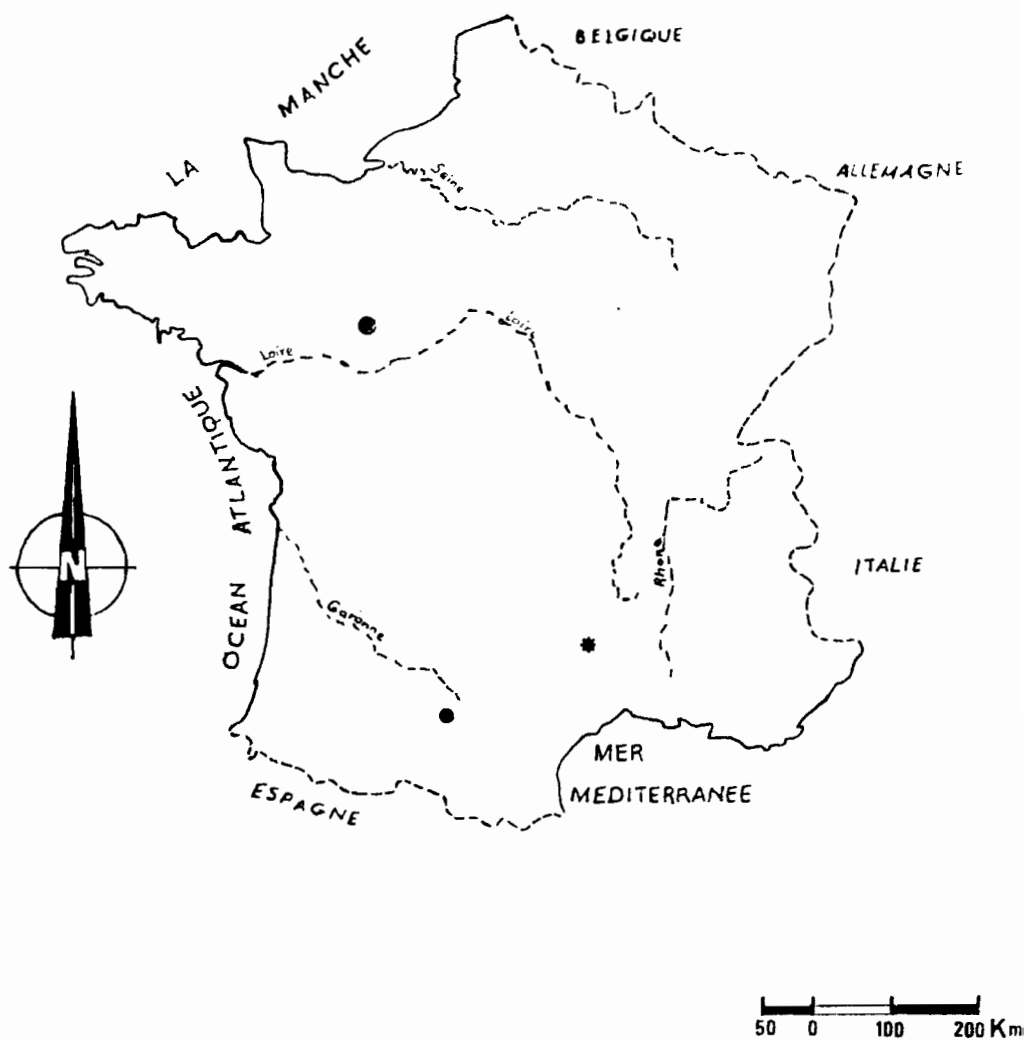 BELGIQUE
LA MANCHE
ALLEMAGNE
Seine
Loire
Loire
OCEAN ATLANTIQUE
N
Rhone
ITALIE
Garonne
MER
MEDITERRANEE
ESPAGNE
50 0 100 200 Km